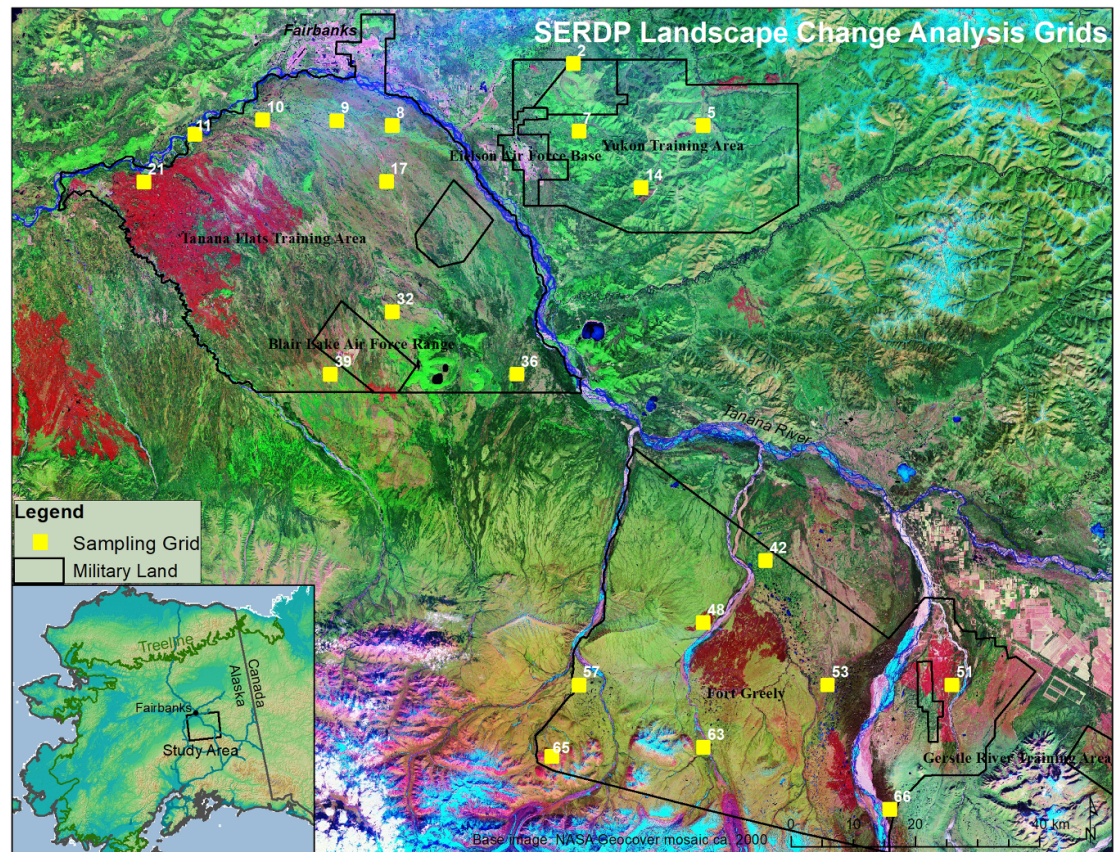 SERDP Landscape Change Analysis Grids
Fairbanks
2
10
9
8
7
5
11
Eielson Air Force Base
Yukon Training Area
21
17
14
Tanana Flats Training Area
32
Blair Lake Air Force Range
39
36
Tanana River
Legend
Sampling Grid
Military Land
42
48
57
53
51
Fort Greely
63
65
Gerstle River Training Area
66
Treeline
Alaska
Canada
Fairbanks
Study Area
Base image: NASA Geocover mosaic ca. 2000
0 10 20 40 km
N